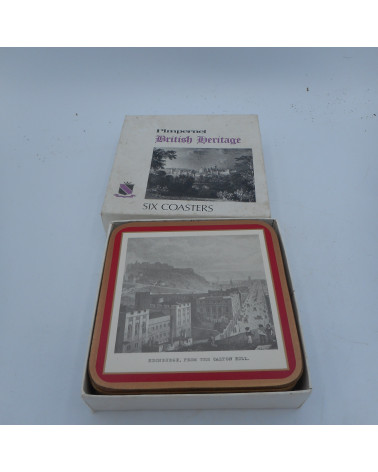 Pimpernel
British Heritage
SIX COASTERS
EDINBURGH, FROM THE CALTON HILL.